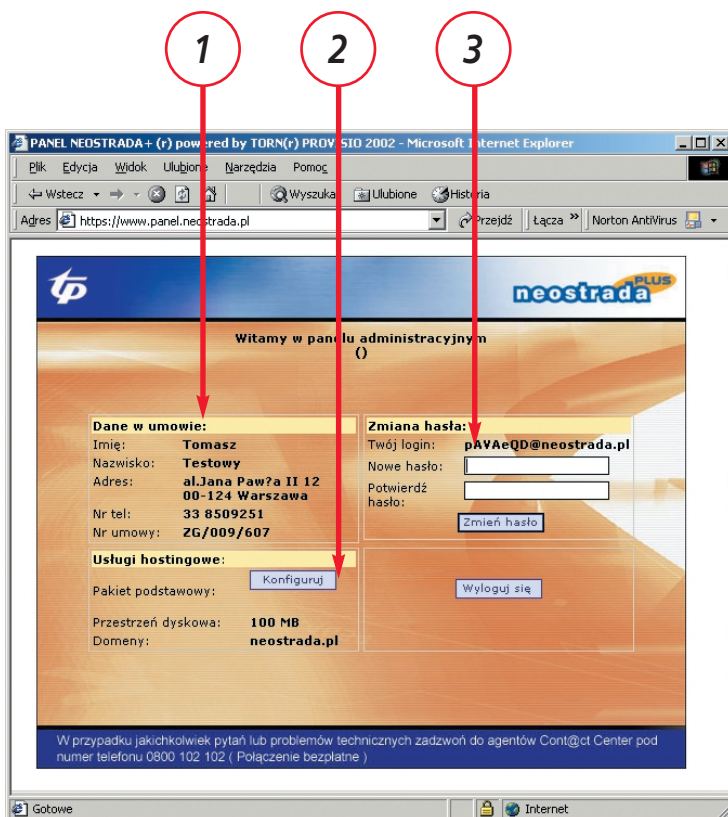 1 2 3
PANEL NEOSTRADA+ (r) powered by TORN(r) PROVISIO 2002 - Microsoft Internet Explorer
Plik Edycja Widok Ulubione Narzędzia Pomoc
Wstecz Wyszukaj Ulubione Historia
Adres https://www.panel.neostrada.pl Przejdź Łącza » Norton AntiVirus
tp neostrada PLUS
Witamy w panelu administracyjnym
()
Dane w umowie:
Imię: Tomasz
Nazwisko: Testowy
Adres: al.Jana Paw?a II 12
00-124 Warszawa
Nr tel: 33 8509251
Nr umowy: ZG/009/607
Zmiana hasła:
Twój login: pAVAeQD@neostrada.pl
Nowe hasło:
Potwierdź
hasło:
Zmień hasło
Usługi hostingowe:
Pakiet podstawowy: Konfiguruj
Przestrzeń dyskowa: 100 MB
Domeny: neostrada.pl
Wyloguj się
W przypadku jakichkolwiek pytań lub problemów technicznych zadzwoń do agentów Cont@ct Center pod
numer telefonu 0800 102 102 ( Połączenie bezpłatne )
Gotowe Internet